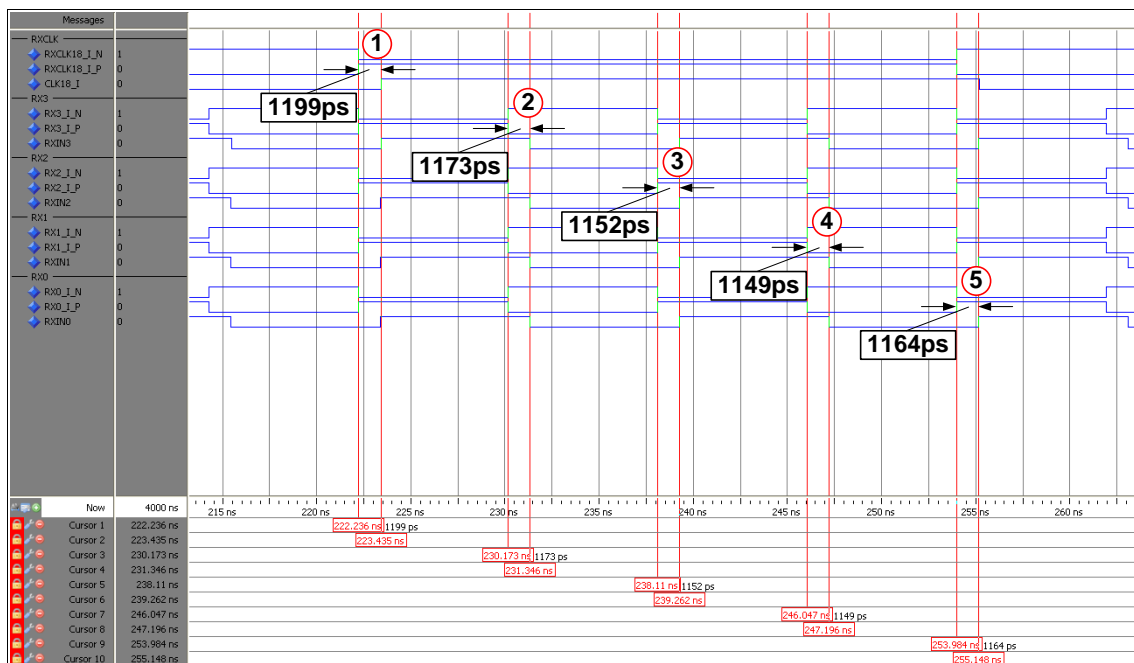 Messages
RXCLK
RXCLK18_I_N 1
RXCLK18_I_P 0
CLK18_I 0
RX3
RX3_I_N 1
RX3_I_P 0
RXIN3 0
RX2
RX2_I_N 1
RX2_I_P 0
RXIN2 0
RX1
RX1_I_N 1
RX1_I_P 0
RXIN1 0
RX0
RX0_I_N 1
RX0_I_P 0
RXIN0 0
1
1199ps
2
1173ps
3
1152ps
4
1149ps
5
1164ps
Now 4000 ns 215 ns 220 ns 225 ns 230 ns 235 ns 240 ns 245 ns 250 ns 255 ns 260 ns
Cursor 1 222.236 ns 222.236 ns 1199 ps
Cursor 2 223.435 ns 223.435 ns
Cursor 3 230.173 ns 230.173 ns 1173 ps
Cursor 4 231.346 ns 231.346 ns
Cursor 5 238.11 ns 238.11 ns 1152 ps
Cursor 6 239.262 ns 239.262 ns
Cursor 7 246.047 ns 246.047 ns 1149 ps
Cursor 8 247.196 ns 247.196 ns
Cursor 9 253.984 ns 253.984 ns 1164 ps
Cursor 10 255.148 ns 255.148 ns